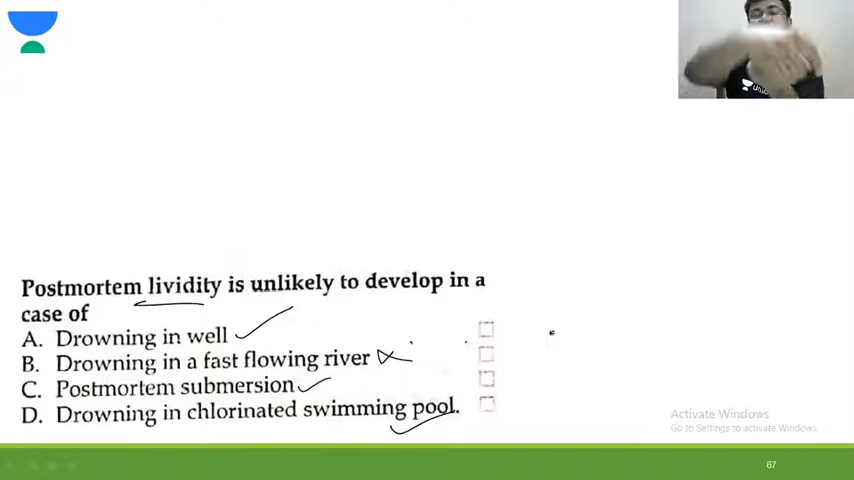 Postmortem lividity is unlikely to develop in a
case of
A. Drowning in well
B. Drowning in a fast flowing river
C. Postmortem submersion
D. Drowning in chlorinated swimming pool.
Activate Windows
Go to Settings to activate Windows.
67